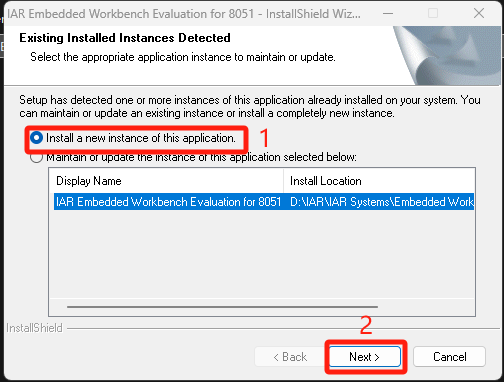 IAR Embedded Workbench Evaluation for 8051 - InstallShield Wiz...
Existing Installed Instances Detected
Select the appropriate application instance to maintain or update.
Setup has detected one or more instances of this application already installed on your system. You
can maintain or update an existing instance or install a completely new instance.
Install a new instance of this application. 1
Maintain or update the instance of this application selected below:
Display Name Install Location
IAR Embedded Workbench Evaluation for 8051 D:\IAR\IAR Systems\Embedded Work
2
InstallShield
< Back Next > Cancel